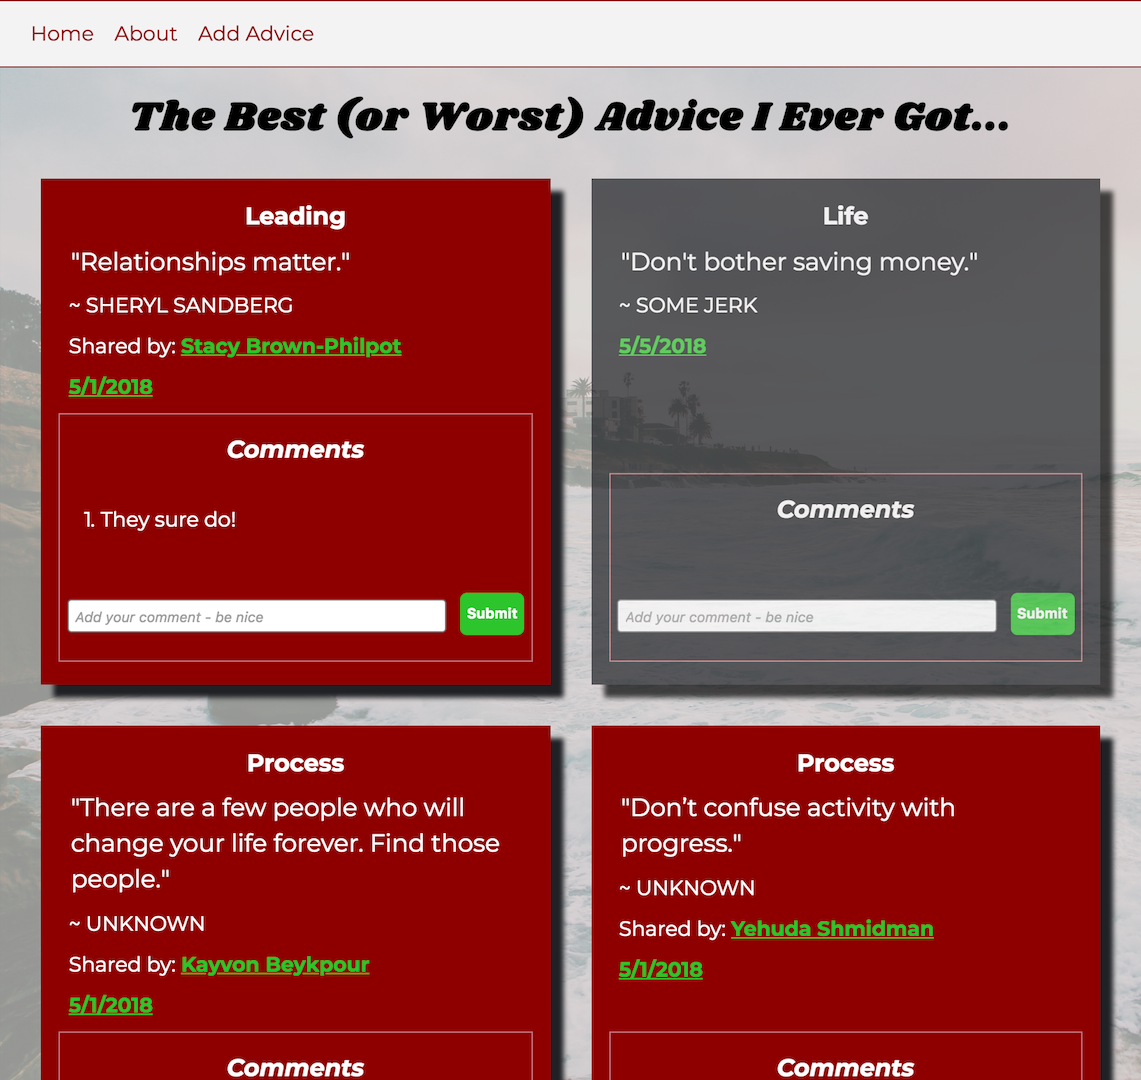 Home About Add Advice
The Best (or Worst) Advice I Ever Got...
Leading
"Relationships matter."
~ SHERYL SANDBERG
Shared by: Stacy Brown-Philpot
5/1/2018
Comments
1. They sure do!
Add your comment - be nice Submit
Life
"Don't bother saving money."
~ SOME JERK
5/5/2018
Comments
Add your comment - be nice Submit
Process
"There are a few people who will
change your life forever. Find those
people."
~ UNKNOWN
Shared by: Kayvon Beykpour
5/1/2018
Comments
Process
"Don’t confuse activity with
progress."
~ UNKNOWN
Shared by: Yehuda Shmidman
5/1/2018
Comments